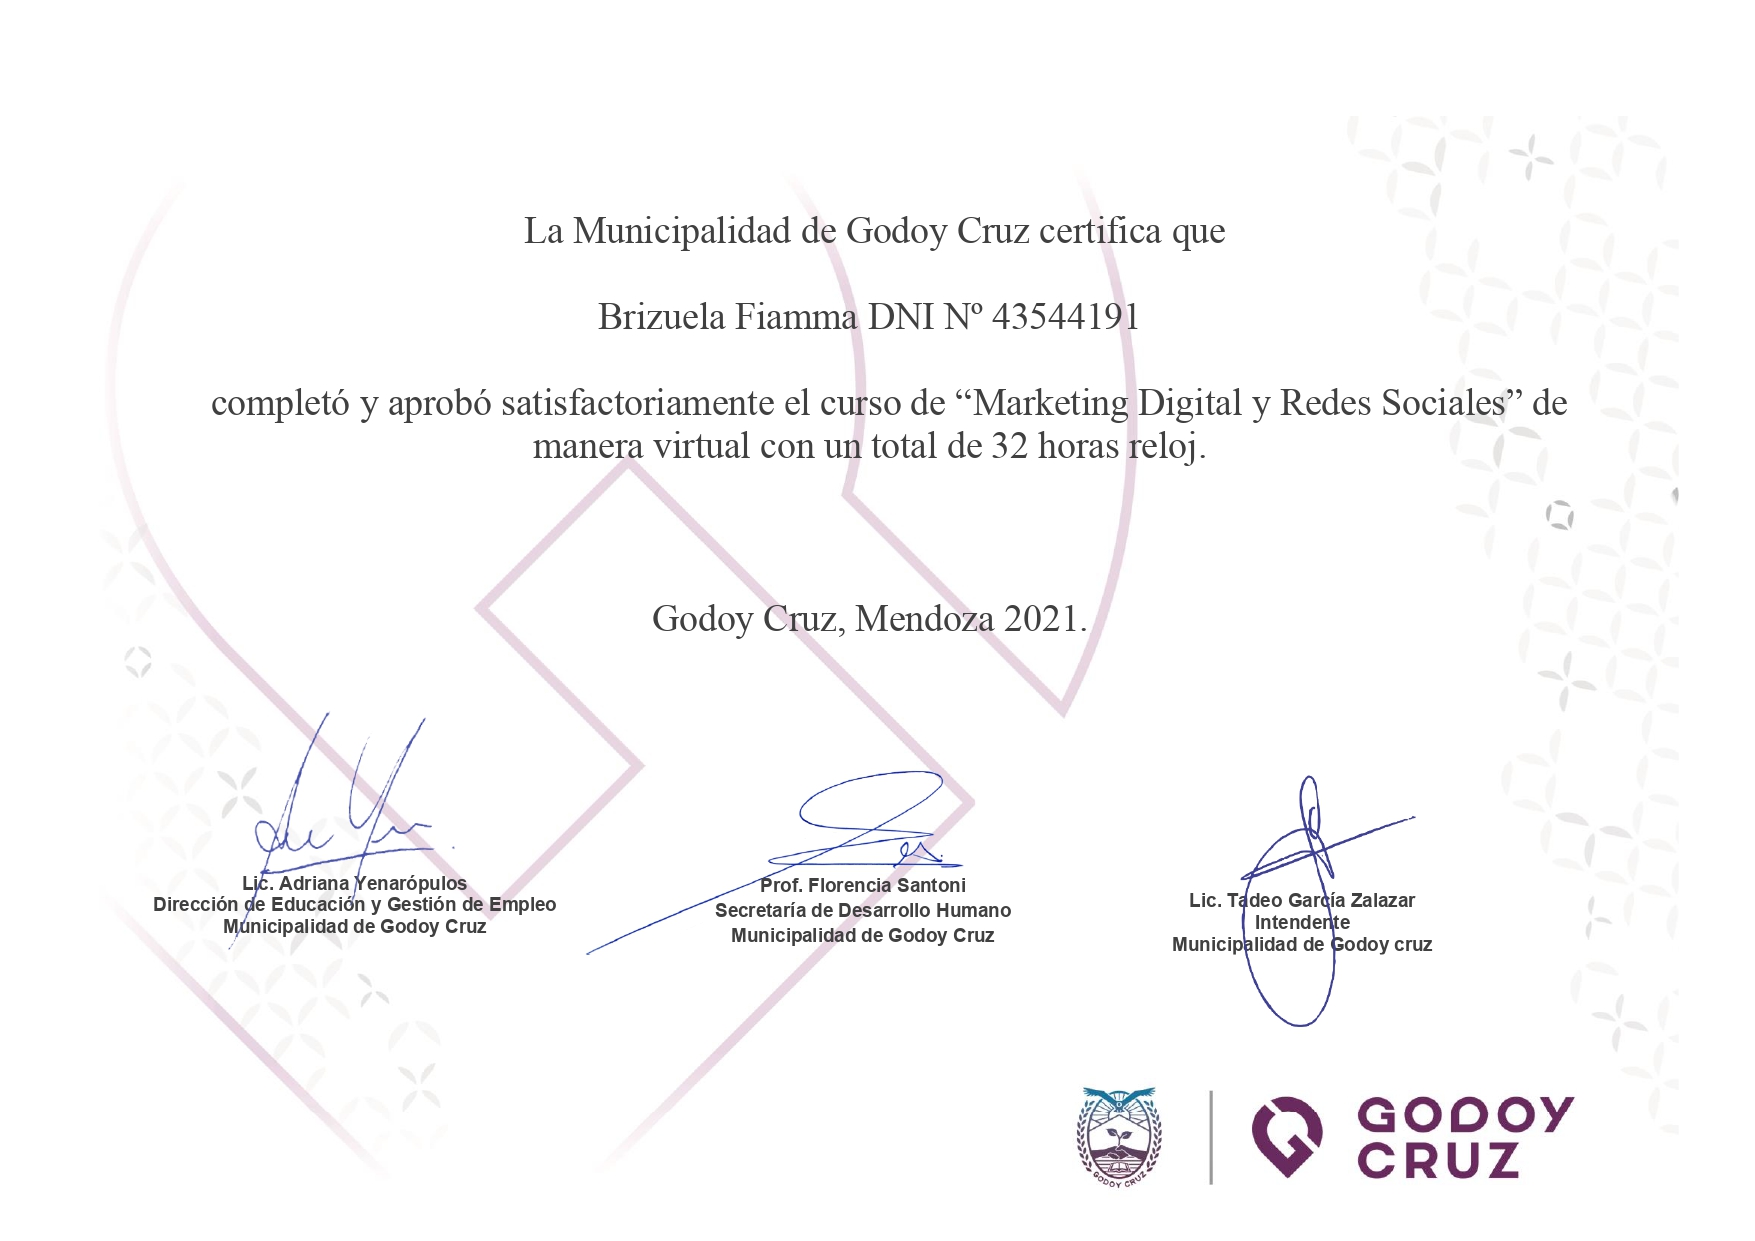 La Municipalidad de Godoy Cruz certifica que
Brizuela Fiamma DNI Nº 43544191
completó y aprobó satisfactoriamente el curso de “Marketing Digital y Redes Sociales” de
manera virtual con un total de 32 horas reloj.
Godoy Cruz, Mendoza 2021.
Lic. Adriana Yenarópulos
Dirección de Educación y Gestión de Empleo
Municipalidad de Godoy Cruz
Prof. Florencia Santoni
Secretaría de Desarrollo Humano
Municipalidad de Godoy Cruz
Lic. Tadeo García Zalazar
Intendente
Municipalidad de Godoy cruz
GODOY CRUZ
GODOY
CRUZ